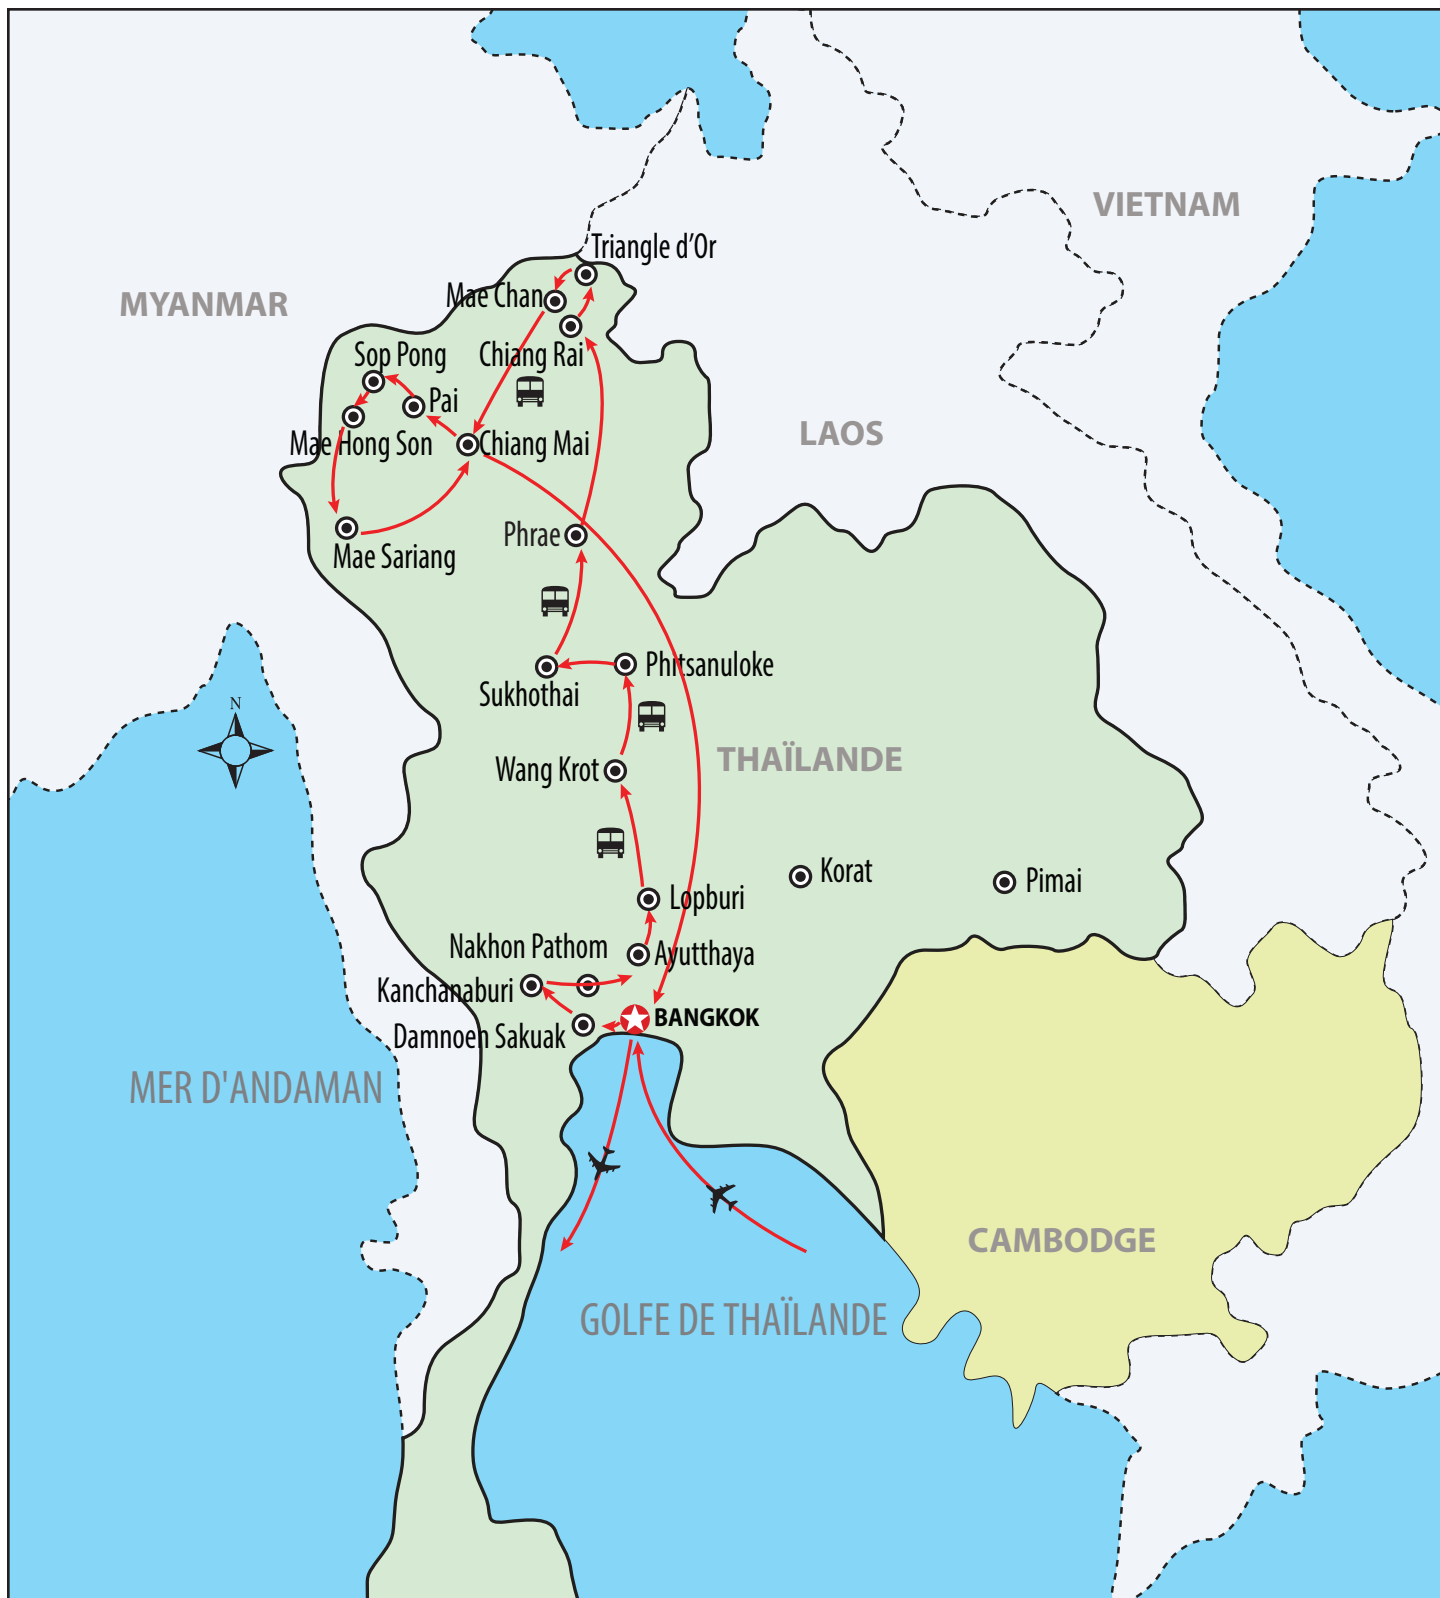 VIETNAM
Triangle d'Or
MYANMAR
Mae Chan
Sop Pong
Chiang Rai
Pai
LAOS
Mae Hong Son
Chiang Mai
Phrae
Mae Sariang
Phitsanuloke
Sukhothai
N
THAÏLANDE
Wang Krot
Korat
Pimai
Lopburi
Nakhon Pathom
Ayutthaya
Kanchanaburi
BANGKOK
Damnoen Sakuak
MER D'ANDAMAN
CAMBODGE
GOLFE DE THAÏLANDE